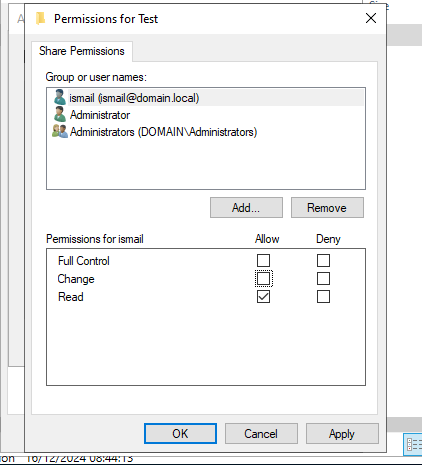 Permissions for Test
Share Permissions
Group or user names:
ismail (ismail@domain.local)
Administrator
Administrators (DOMAIN\Administrators)
Add...
Remove
Permissions for ismail
Allow
Deny
Full Control
Change
Read
OK
Cancel
Apply
16/12/2024 08:44:13